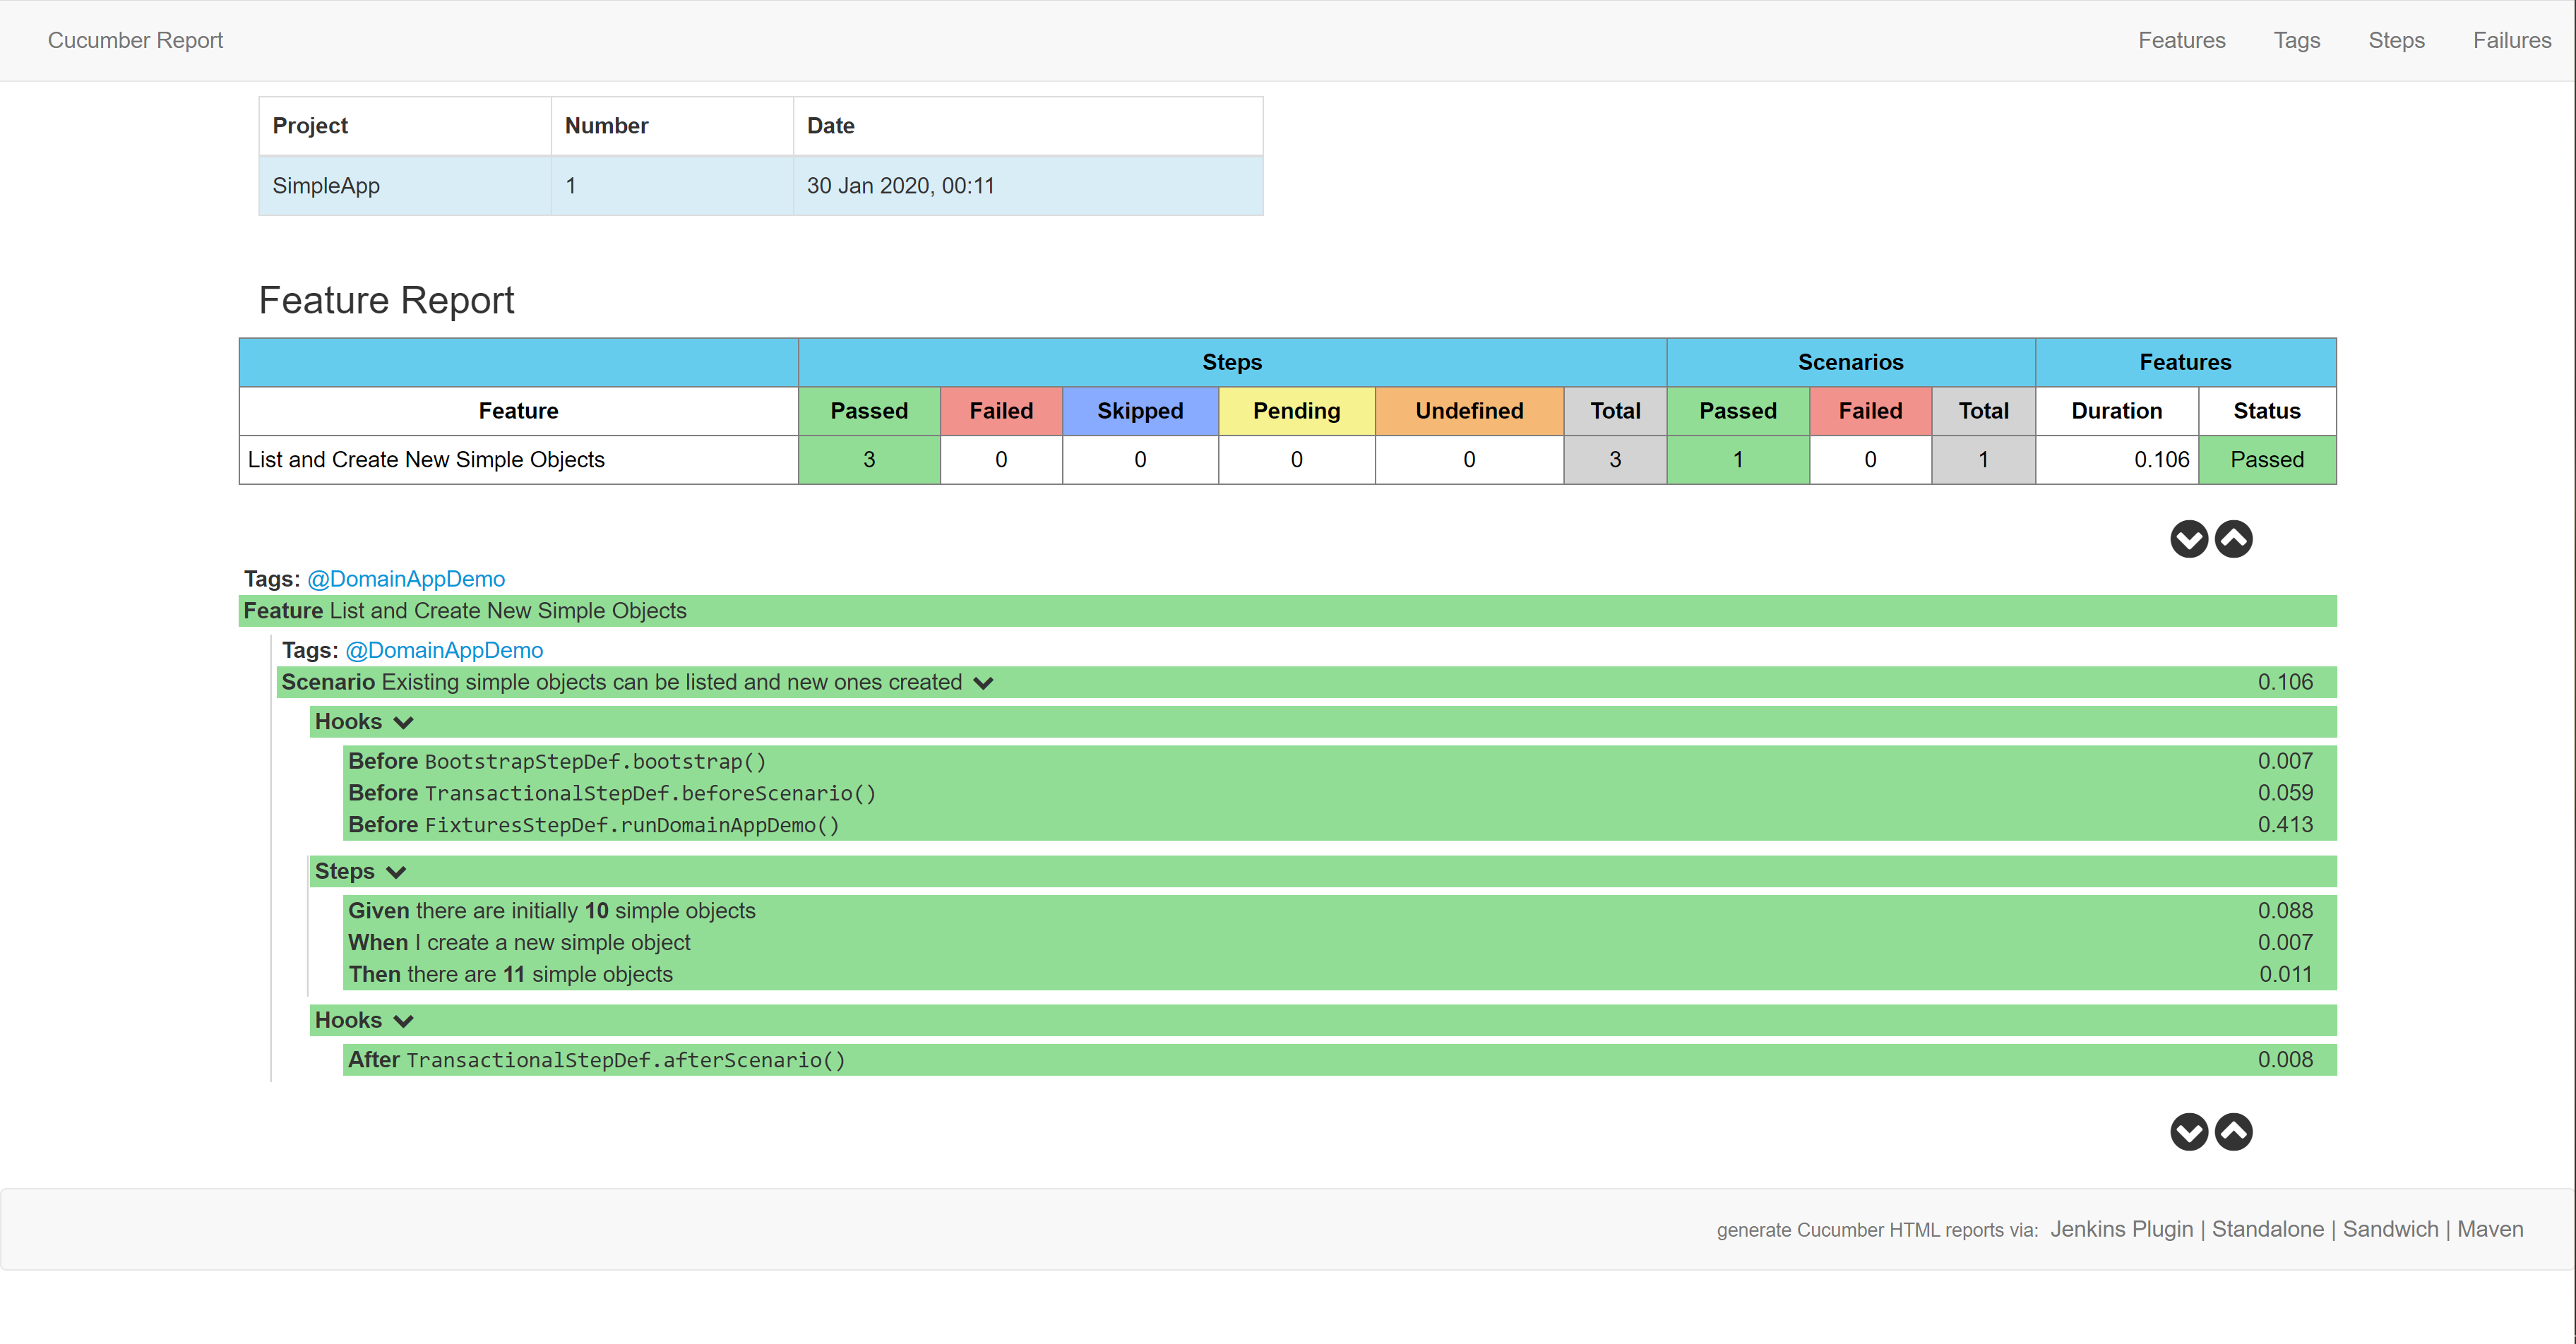 Cucumber Report Features Tags Steps Failures
Project Number Date
SimpleApp 1 30 Jan 2020, 00:11
Feature Report
Steps Scenarios Features
Feature Passed Failed Skipped Pending Undefined Total Passed Failed Total Duration Status
List and Create New Simple Objects 3 0 0 0 0 3 1 0 1 0.106 Passed
Tags: @DomainAppDemo
Feature List and Create New Simple Objects
Tags: @DomainAppDemo
Scenario Existing simple objects can be listed and new ones created 0.106
Hooks
Before BootstrapStepDef.bootstrap() 0.007
Before TransactionalStepDef.beforeScenario() 0.059
Before FixturesStepDef.runDomainAppDemo() 0.413
Steps
Given there are initially 10 simple objects 0.088
When I create a new simple object 0.007
Then there are 11 simple objects 0.011
Hooks
After TransactionalStepDef.afterScenario() 0.008
generate Cucumber HTML reports via: Jenkins Plugin | Standalone | Sandwich | Maven